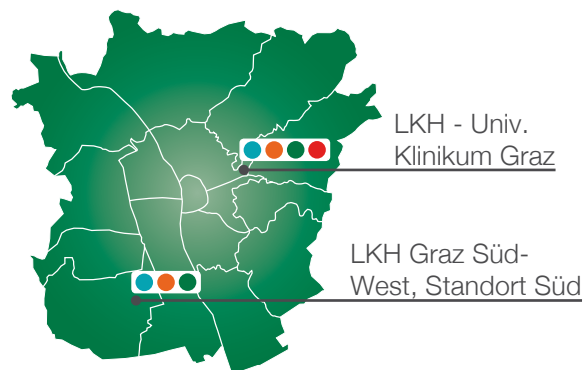 LKH - Univ.
Klinikum Graz
LKH Graz Süd-
West, Standort Süd